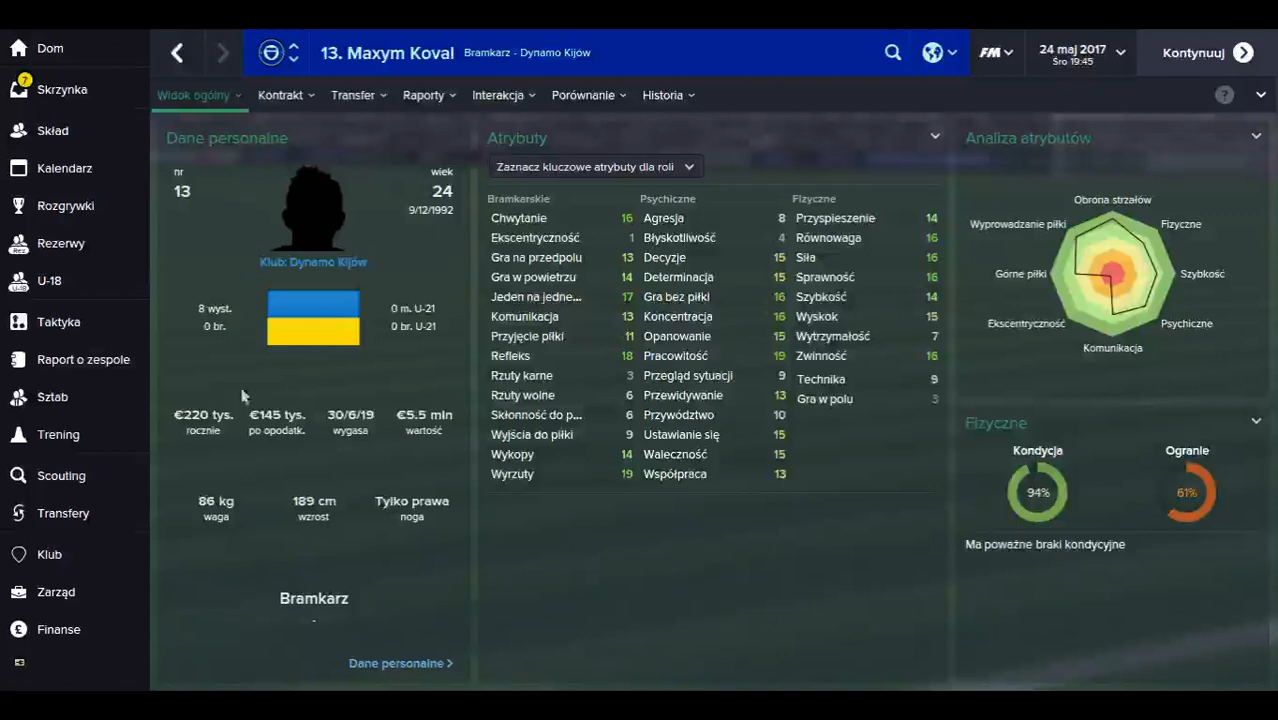 Dom
7
Skrzynka
Skład
Kalendarz
Rozgrywki
Rezerwy
U-18
Taktyka
Raport o zespole
Sztab
Trening
Scouting
Transfery
Klub
Zarząd
Finanse
13. Maxym Koval
Bramkarz - Dynamo Kijów
FM
24 maj 2017
Śro 19:45
Kontynuuj
Widok ogólny
Kontrakt
Transfer
Raporty
Interakcja
Porównanie
Historia
?
Dane personalne
nr
13
wiek
24
9/12/1992
Klub: Dynamo Kijów
8 wyst.
0 br.
0 m. U-21
0 br. U-21
€220 tys.
rocznie
€145 tys.
po opodatk.
30/6/19
wygasa
€5.5 mln
wartość
86 kg
waga
189 cm
wzrost
Tylko prawa
noga
Bramkarz
-
Dane personalne >
Atrybuty
Zaznacz kluczowe atrybuty dla roli
Bramkarskie
Chwytanie 16
Ekscentryczność 1
Gra na przedpolu 13
Gra w powietrzu 14
Jeden na jedne... 17
Komunikacja 13
Przyjęcie piłki 11
Refleks 18
Rzuty karne 3
Rzuty wolne 6
Skłonność do p... 6
Wyjścia do piłki 9
Wykopy 14
Wyrzuty 19
Psychiczne
Agresja 8
Błyskotliwość 4
Decyzje 15
Determinacja 15
Gra bez piłki 16
Koncentracja 16
Opanowanie 15
Pracowitość 19
Przegląd sytuacji 9
Przewidywanie 13
Przywództwo 10
Ustawianie się 15
Waleczność 15
Współpraca 13
Fizyczne
Przyspieszenie 14
Równowaga 16
Siła 16
Sprawność 16
Szybkość 14
Wyskok 15
Wytrzymałość 7
Zwinność 16
Technika 9
Gra w polu 3
Analiza atrybutów
Obrona strzałów
Wyprowadzanie piłki
Fizyczne
Górne piłki
Szybkość
Ekscentryczność
Psychiczne
Komunikacja
Fizyczne
Kondycja
94%
Ogranie
61%
Ma poważne braki kondycyjne